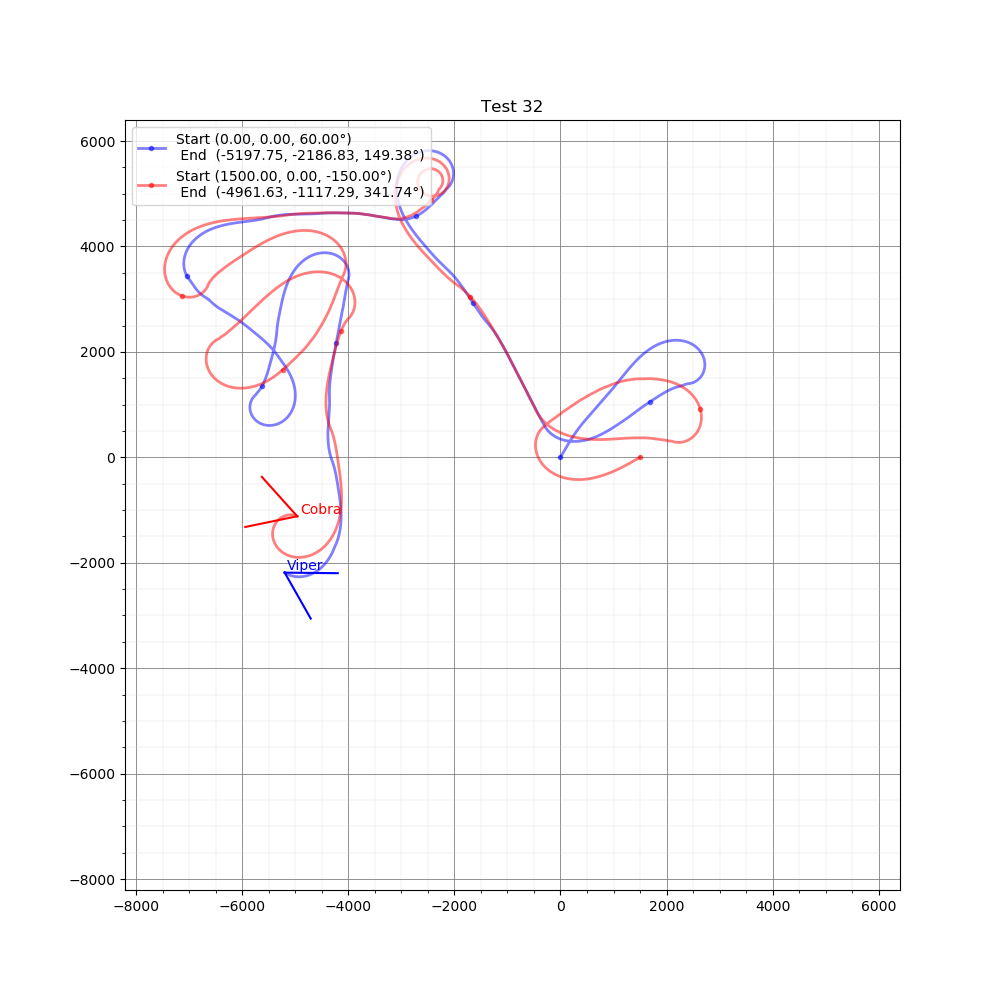 Test 32
Start (0.00, 0.00, 60.00°)
End (-5197.75, -2186.83, 149.38°)
Start (1500.00, 0.00, -150.00°)
End (-4961.63, -1117.29, 341.74°)
6000
4000
2000
0
−2000
−4000
−6000
−8000
Cobra
Viper
−8000 −6000 −4000 −2000 0 2000 4000 6000